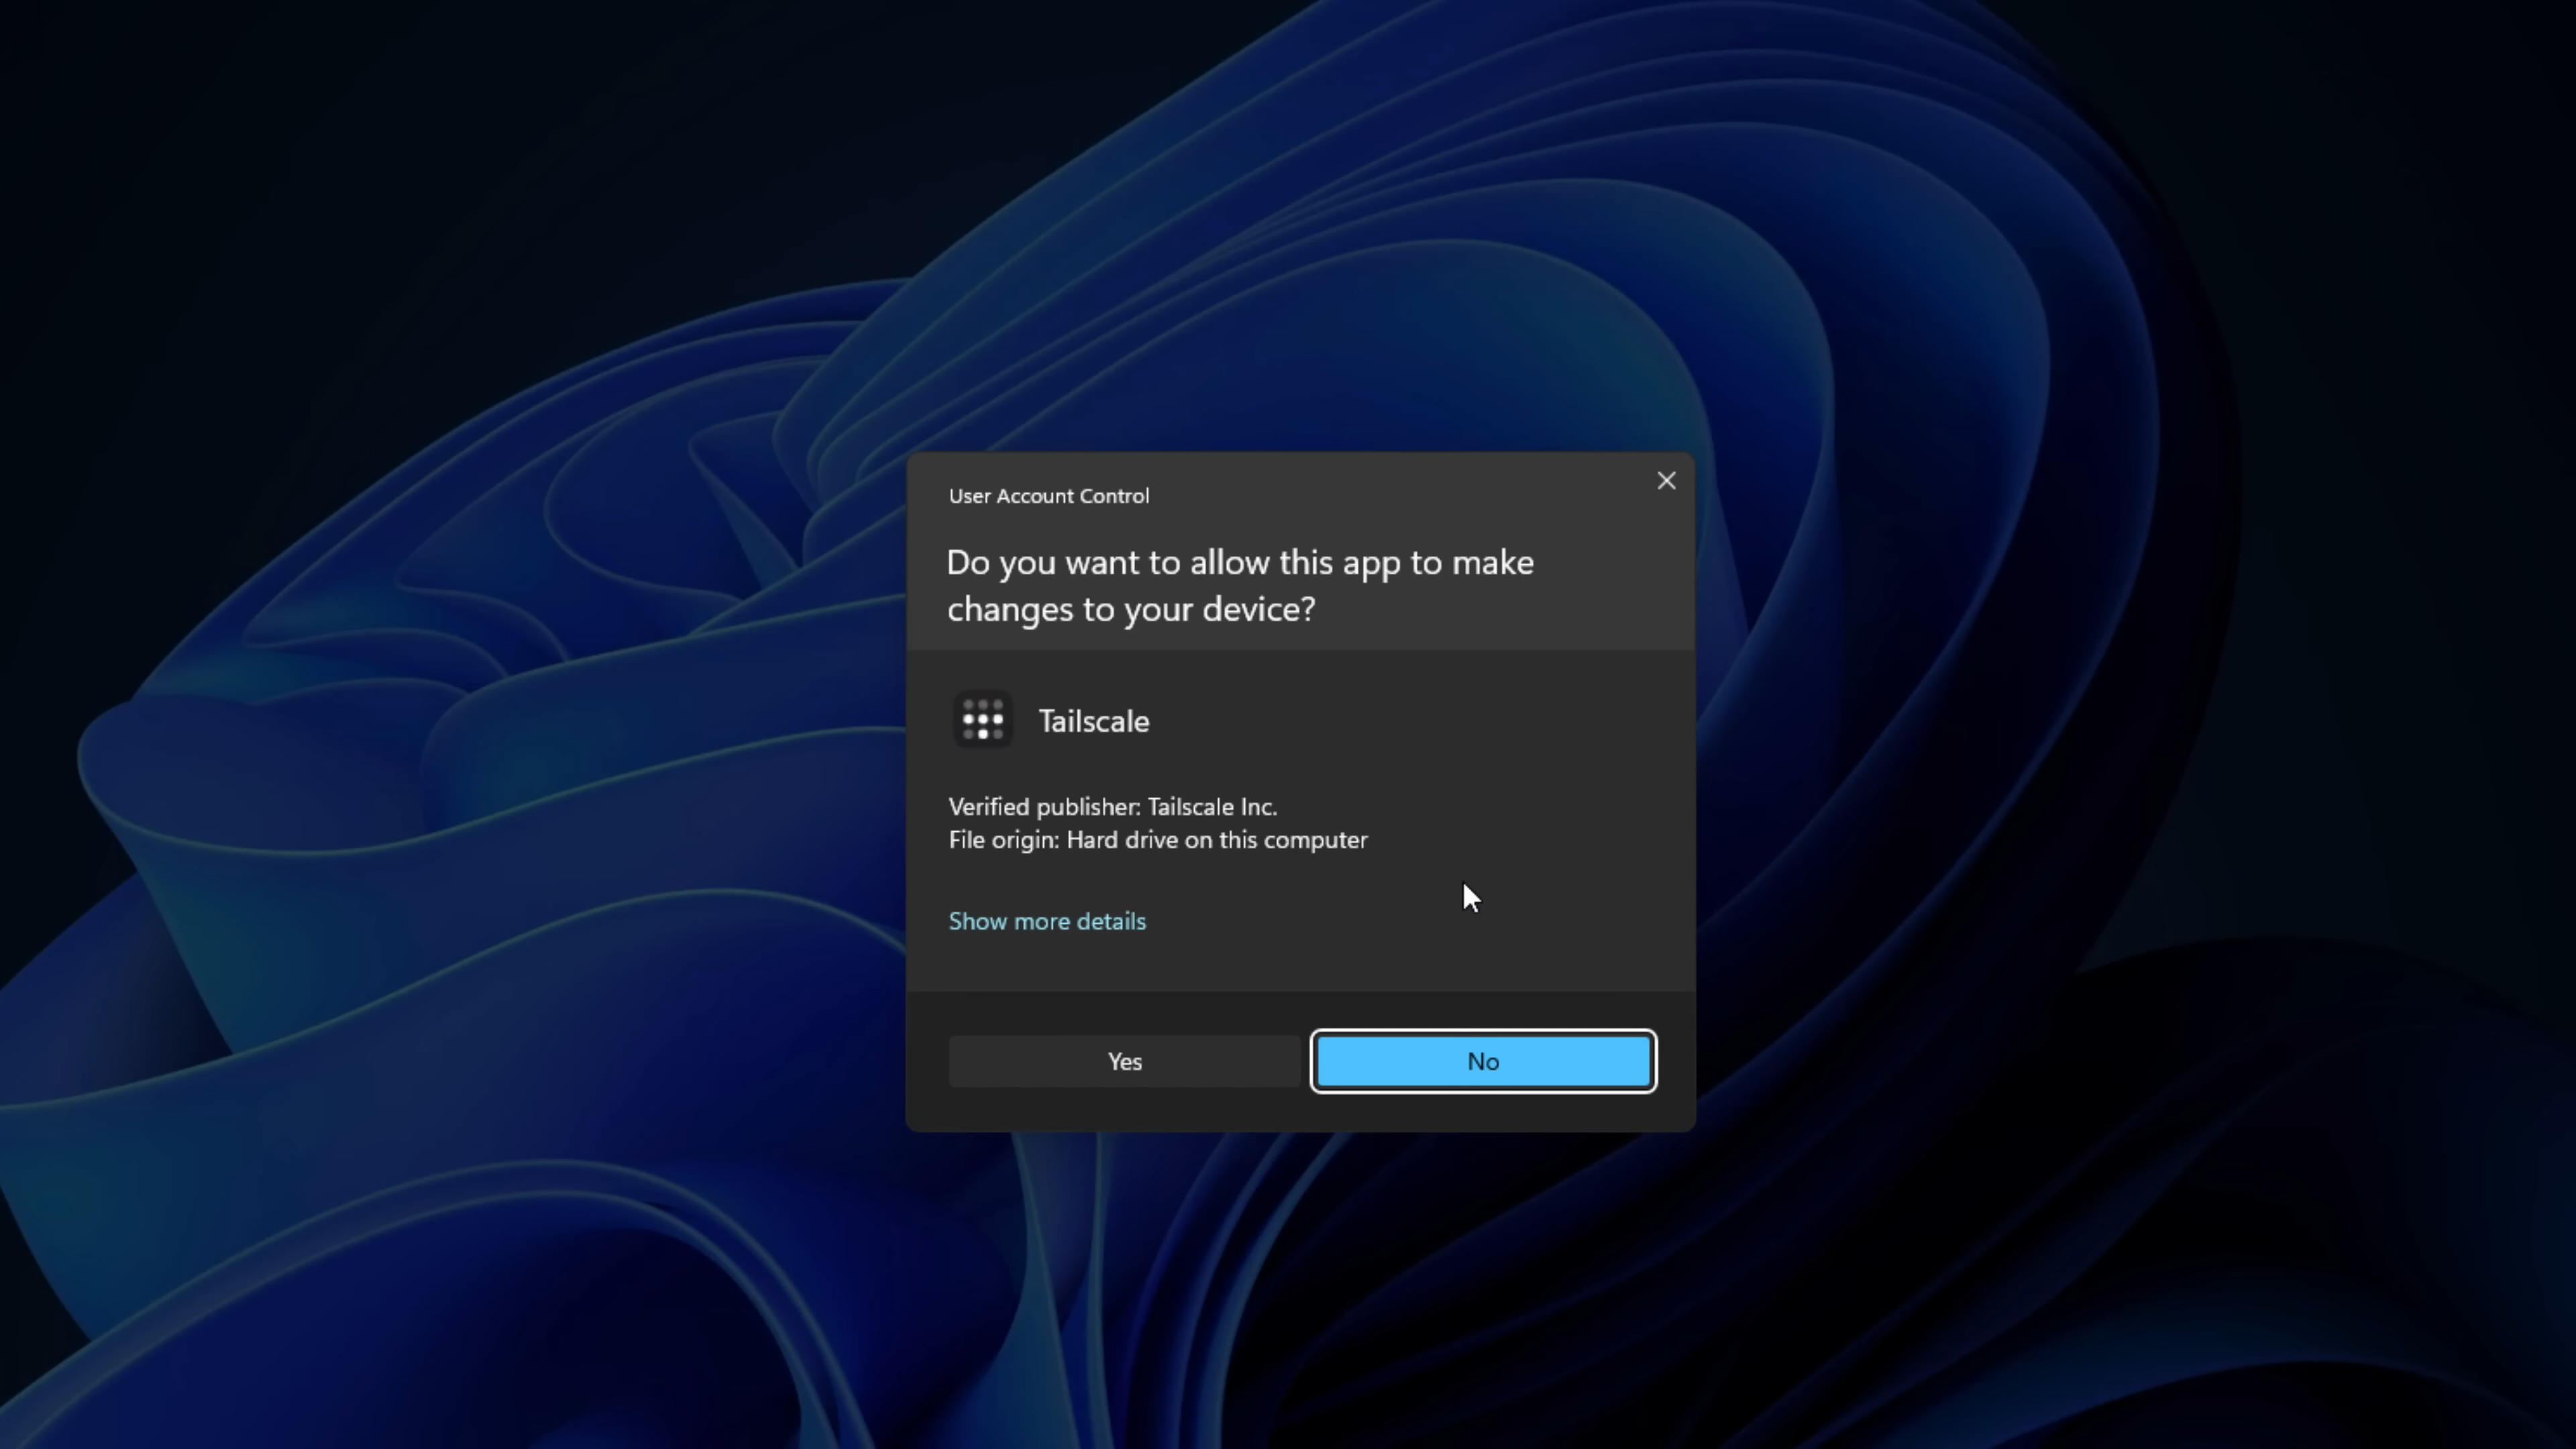 User Account Control
Do you want to allow this app to make
changes to your device?
Tailscale
Verified publisher: Tailscale Inc.
File origin: Hard drive on this computer
Show more details
Yes
No